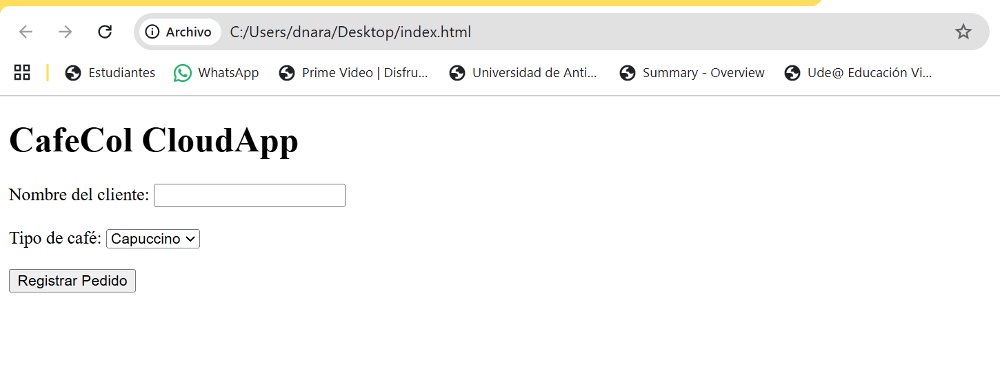 Archivo C:/Users/dnara/Desktop/index.html
Estudiantes WhatsApp Prime Video | Disfru... Universidad de Anti... Summary - Overview Ude@ Educación Vi...
CafeCol CloudApp
Nombre del cliente:
Tipo de café: Capuccino
Registrar Pedido